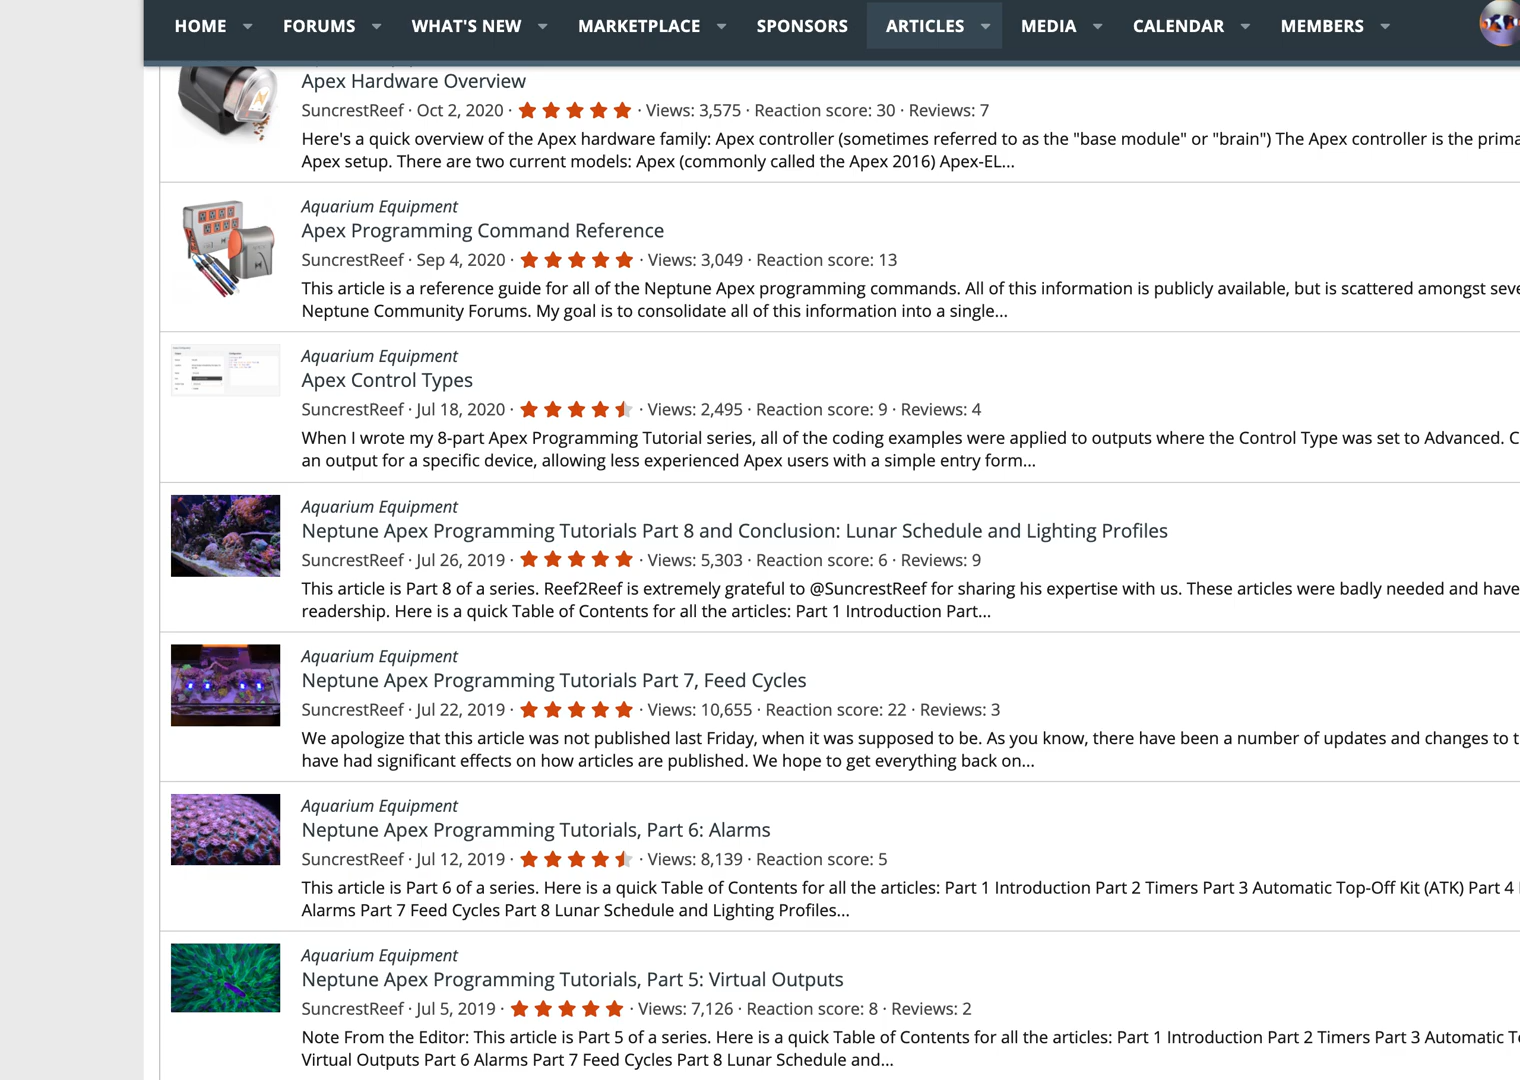 HOME FORUMS WHAT'S NEW MARKETPLACE SPONSORS ARTICLES MEDIA CALENDAR MEMBERS
Apex Hardware Overview
SuncrestReef · Oct 2, 2020 · · Views: 3,575 · Reaction score: 30 · Reviews: 7
Here's a quick overview of the Apex hardware family: Apex controller (sometimes referred to as the "base module" or "brain") The Apex controller is the
Apex setup. There are two current models: Apex (commonly called the Apex 2016) Apex-EL...
Aquarium Equipment
Apex Programming Command Reference
SuncrestReef · Sep 4, 2020 · · Views: 3,049 · Reaction score: 13
This article is a reference guide for all of the Neptune Apex programming commands. All of this information is publicly available, but is scattered amongst
Neptune Community Forums. My goal is to consolidate all of this information into a single...
Aquarium Equipment
Apex Control Types
SuncrestReef · Jul 18, 2020 · · Views: 2,495 · Reaction score: 9 · Reviews: 4
When I wrote my 8-part Apex Programming Tutorial series, all of the coding examples were applied to outputs where the Control Type was set to Advanced.
an output for a specific device, allowing less experienced Apex users with a simple entry form...
Aquarium Equipment
Neptune Apex Programming Tutorials Part 8 and Conclusion: Lunar Schedule and Lighting Profiles
SuncrestReef · Jul 26, 2019 · · Views: 5,303 · Reaction score: 6 · Reviews: 9
This article is Part 8 of a series. Reef2Reef is extremely grateful to @SuncrestReef for sharing his expertise with us. These articles were badly needed and have
readership. Here is a quick Table of Contents for all the articles: Part 1 Introduction Part...
Aquarium Equipment
Neptune Apex Programming Tutorials Part 7, Feed Cycles
SuncrestReef · Jul 22, 2019 · · Views: 10,655 · Reaction score: 22 · Reviews: 3
We apologize that this article was not published last Friday, when it was supposed to be. As you know, there have been a number of updates and changes to
have had significant effects on how articles are published. We hope to get everything back on...
Aquarium Equipment
Neptune Apex Programming Tutorials, Part 6: Alarms
SuncrestReef · Jul 12, 2019 · · Views: 8,139 · Reaction score: 5
This article is Part 6 of a series. Here is a quick Table of Contents for all the articles: Part 1 Introduction Part 2 Timers Part 3 Automatic Top-Off Kit (ATK) Part 4
Alarms Part 7 Feed Cycles Part 8 Lunar Schedule and Lighting Profiles...
Aquarium Equipment
Neptune Apex Programming Tutorials, Part 5: Virtual Outputs
SuncrestReef · Jul 5, 2019 · · Views: 7,126 · Reaction score: 8 · Reviews: 2
Note From the Editor: This article is Part 5 of a series. Here is a quick Table of Contents for all the articles: Part 1 Introduction Part 2 Timers Part 3 Automatic
Virtual Outputs Part 6 Alarms Part 7 Feed Cycles Part 8 Lunar Schedule and...